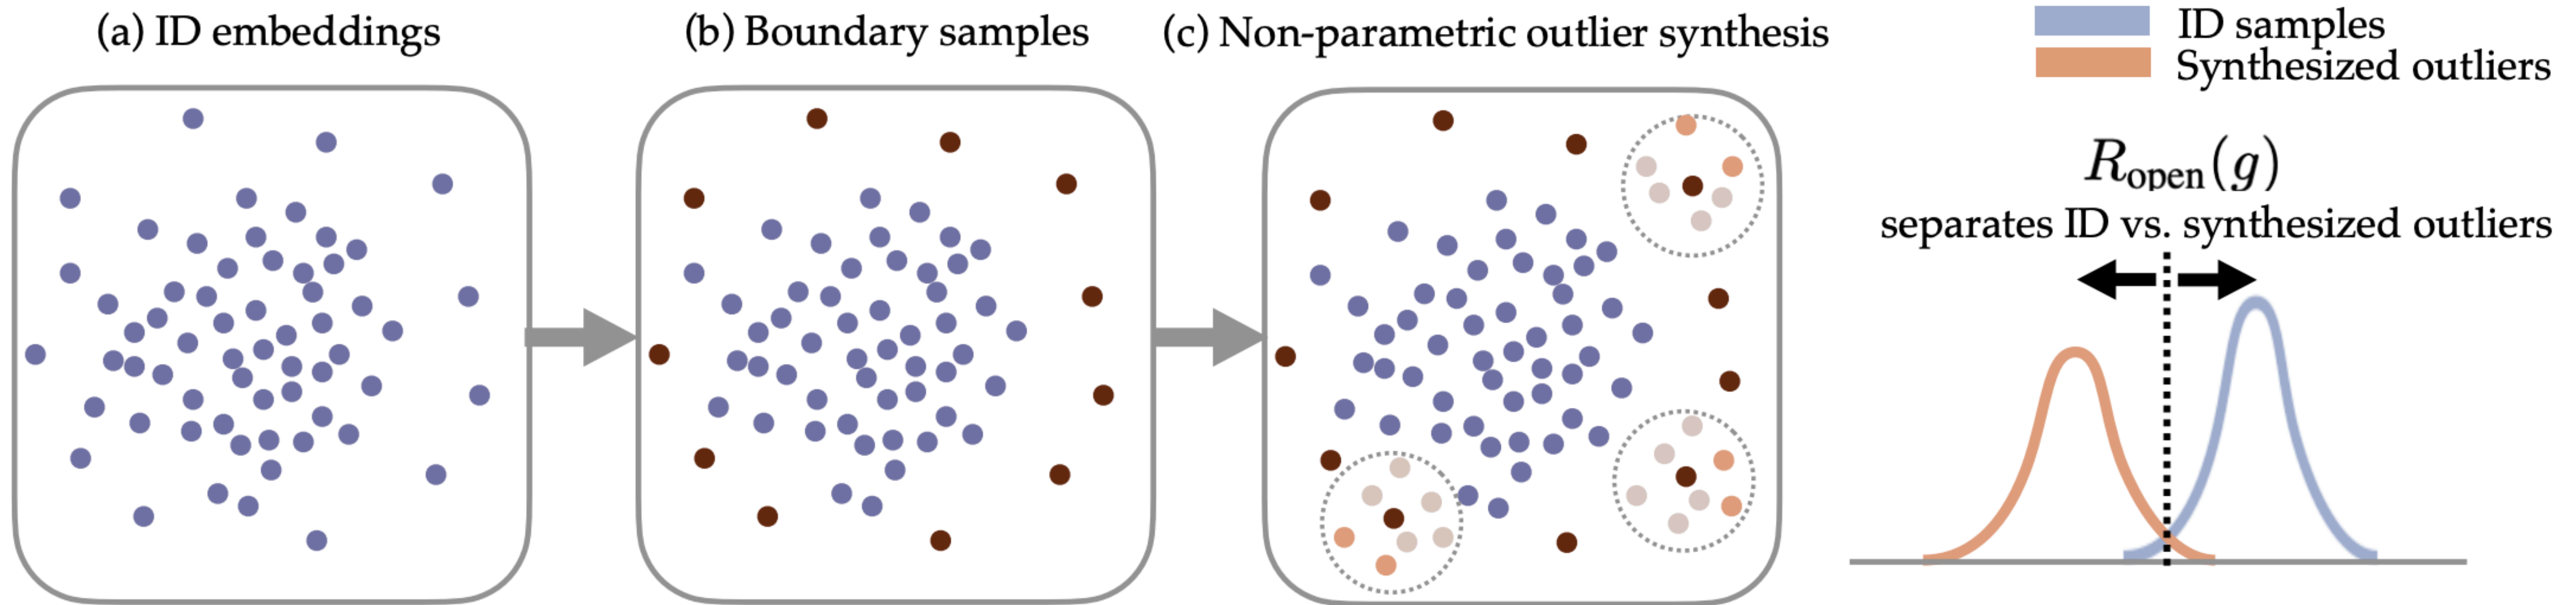 (a) ID embeddings
(b) Boundary samples
(c) Non-parametric outlier synthesis
ID samples
Synthesized outliers
R_open(g)
separates ID vs. synthesized outliers